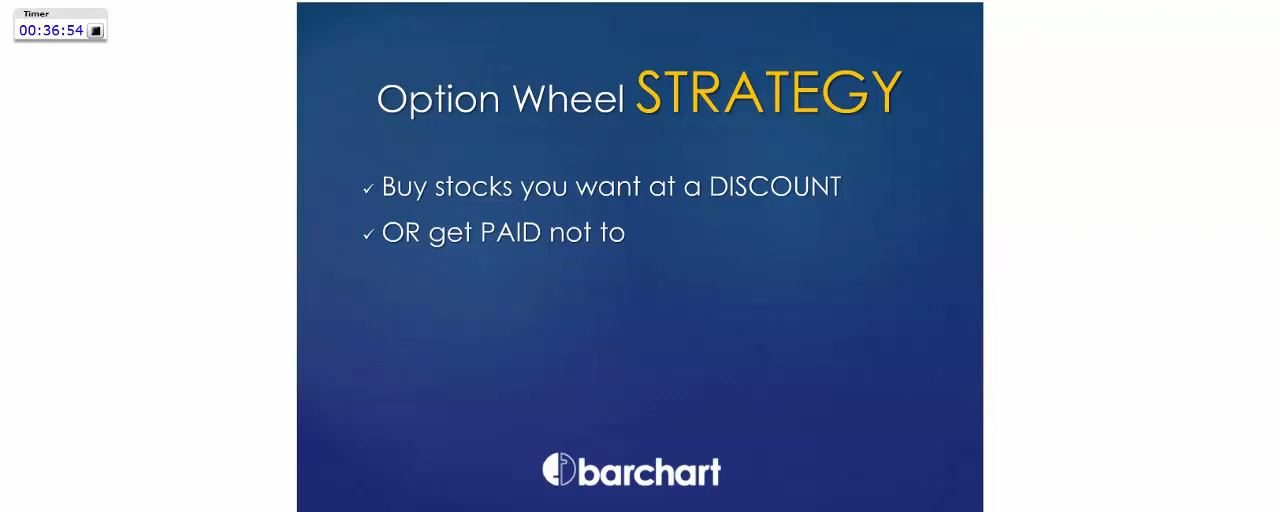 Timer
00:36:54
Option Wheel STRATEGY
✓ Buy stocks you want at a DISCOUNT
✓ OR get PAID not to
barchart